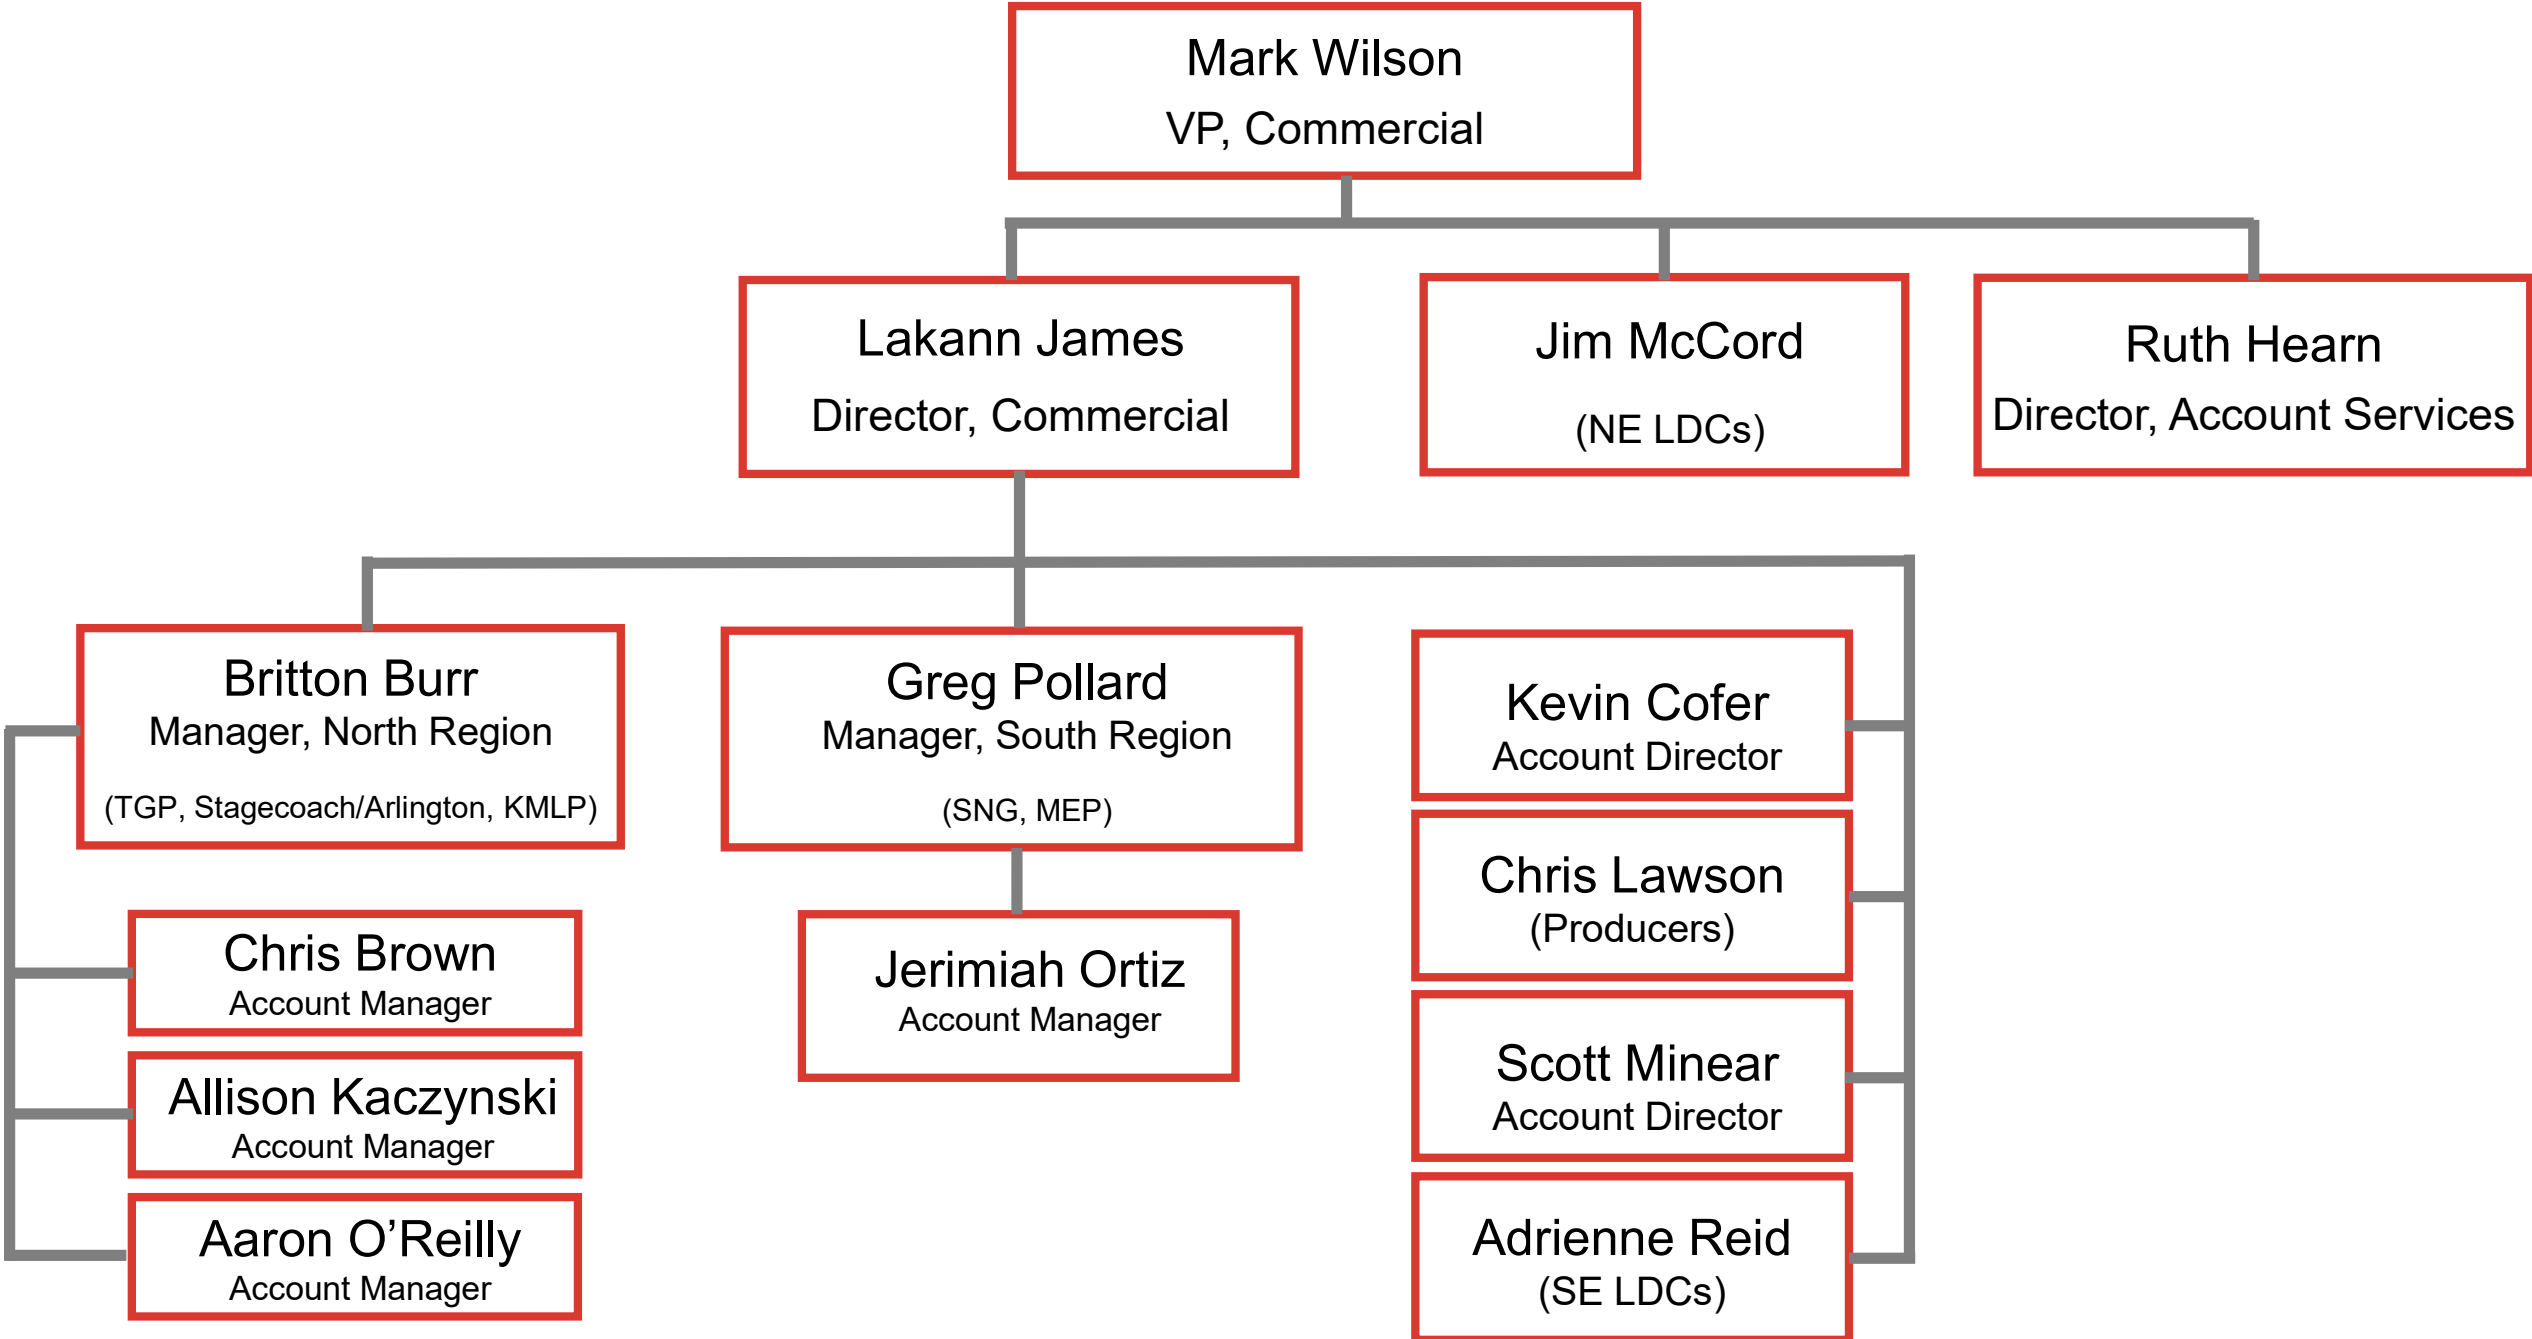 Mark Wilson
VP, Commercial
Lakann James
Director, Commercial
Jim McCord
(NE LDCs)
Ruth Hearn
Director, Account Services
Britton Burr
Manager, North Region
(TGP, Stagecoach/Arlington, KMLP)
Greg Pollard
Manager, South Region
(SNG, MEP)
Kevin Cofer
Account Director
Chris Lawson
(Producers)
Scott Minear
Account Director
Adrienne Reid
(SE LDCs)
Chris Brown
Account Manager
Allison Kaczynski
Account Manager
Aaron O’Reilly
Account Manager
Jerimiah Ortiz
Account Manager